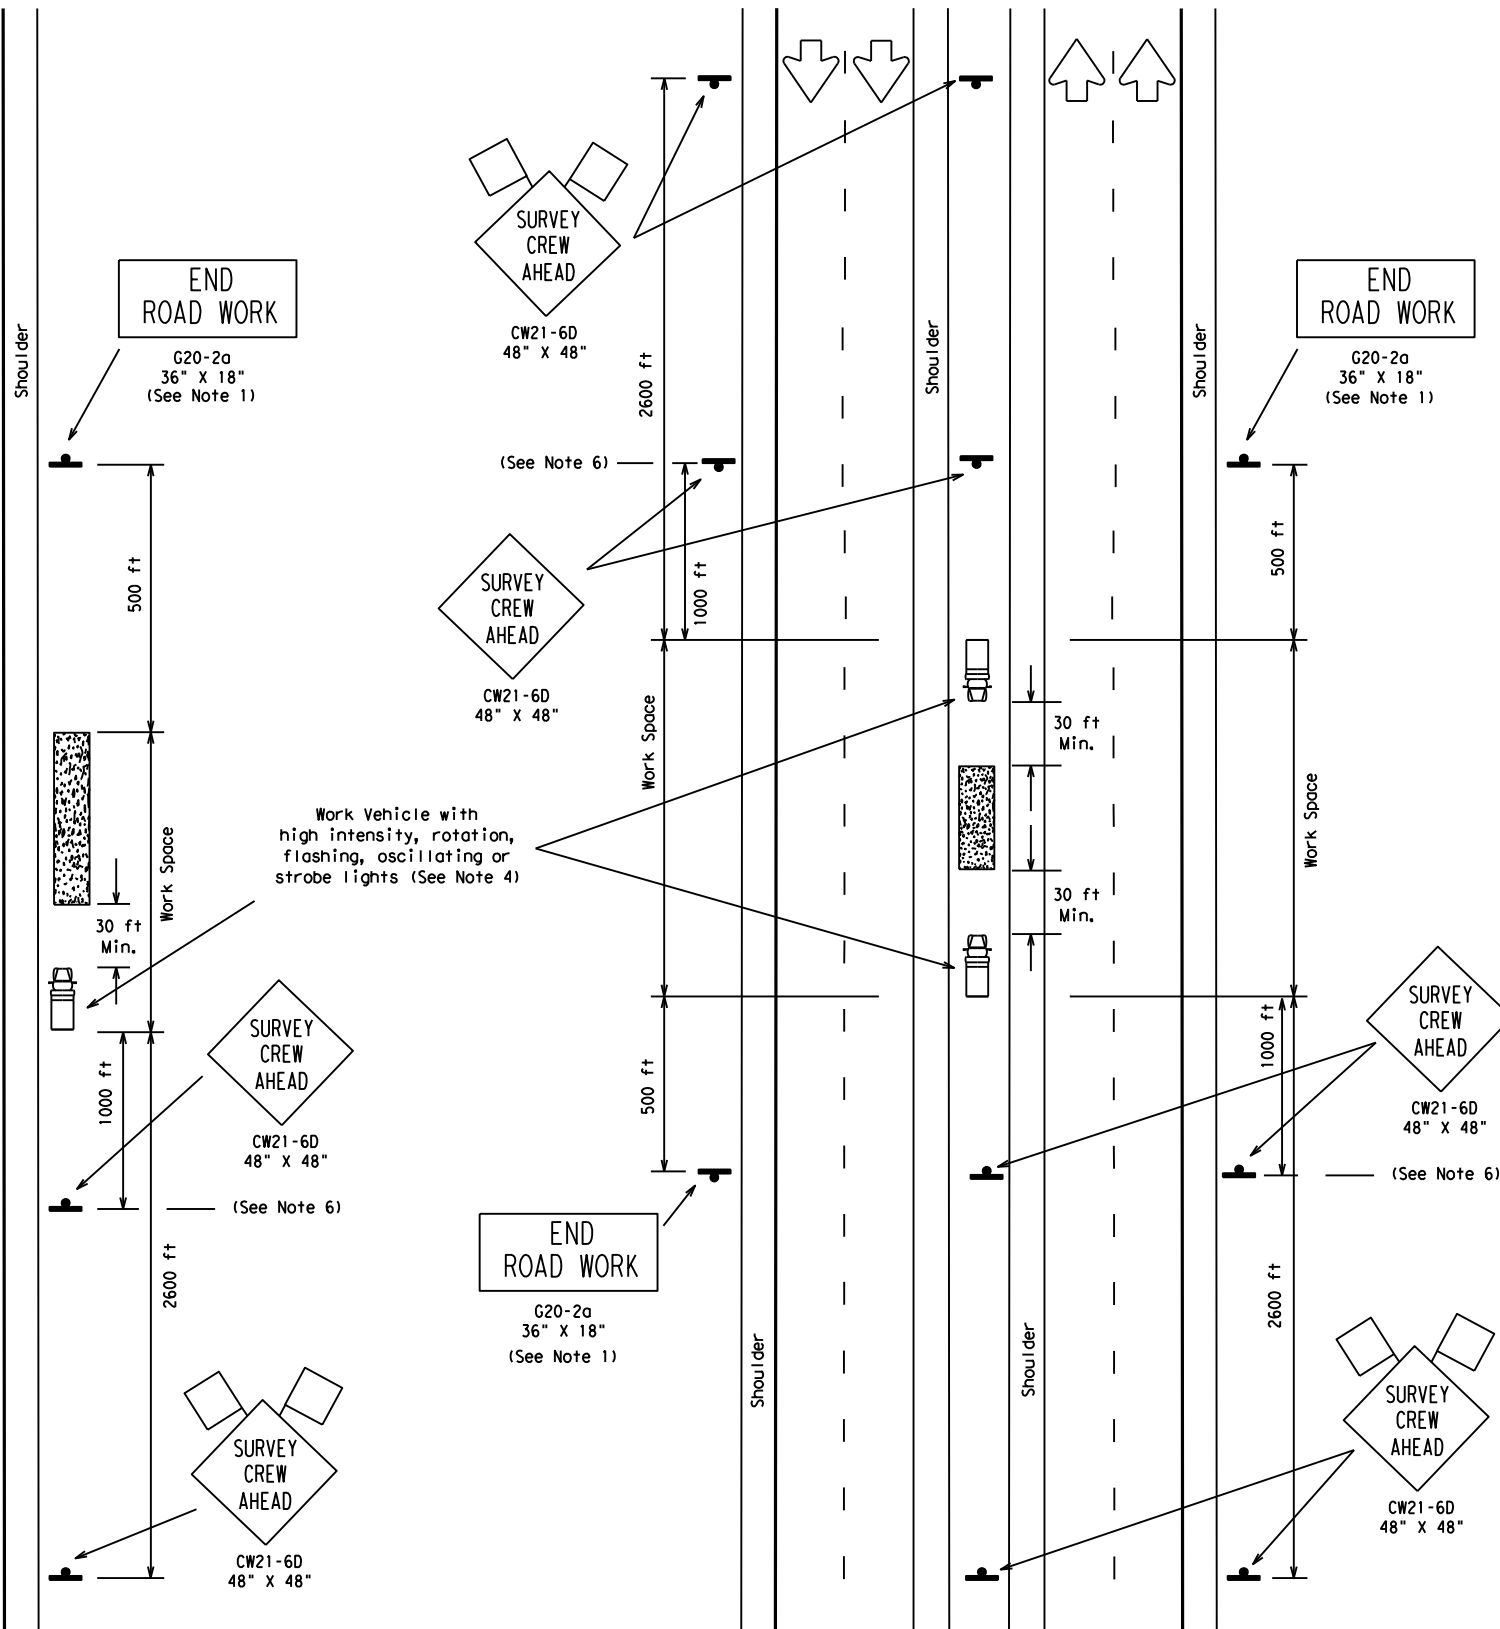 SURVEY
CREW
AHEAD
CW21-6D
48" X 48"
END
ROAD WORK
G20-2a
36" X 18"
(See Note 1)
END
ROAD WORK
G20-2a
36" X 18"
(See Note 1)
Shoulder
Shoulder
Shoulder
2600 ft
(See Note 6)
500 ft
1000 ft
500 ft
SURVEY
CREW
AHEAD
CW21-6D
48" X 48"
Work Space
30 ft
Min.
Work Vehicle with
high intensity, rotation,
flashing, oscillating or
strobe lights (See Note 4)
Work Space
Work Space
30 ft
Min.
30 ft
Min.
SURVEY
CREW
AHEAD
CW21-6D
48" X 48"
1000 ft
(See Note 6)
2600 ft
500 ft
SURVEY
CREW
AHEAD
CW21-6D
48" X 48"
1000 ft
(See Note 6)
2600 ft
END
ROAD WORK
G20-2a
36" X 18"
(See Note 1)
Shoulder
Shoulder
SURVEY
CREW
AHEAD
CW21-6D
48" X 48"
SURVEY
CREW
AHEAD
CW21-6D
48" X 48"